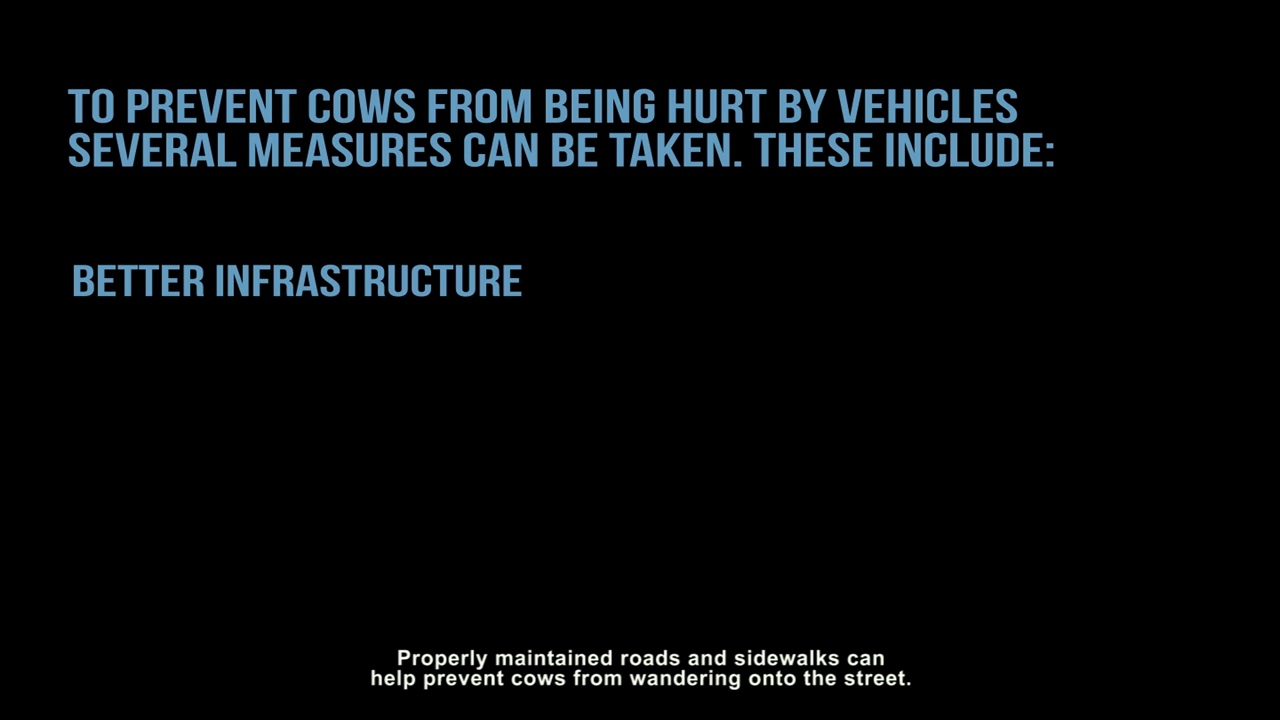 TO PREVENT COWS FROM BEING HURT BY VEHICLES
SEVERAL MEASURES CAN BE TAKEN. THESE INCLUDE:
BETTER INFRASTRUCTURE
Properly maintained roads and sidewalks can
help prevent cows from wandering onto the street.